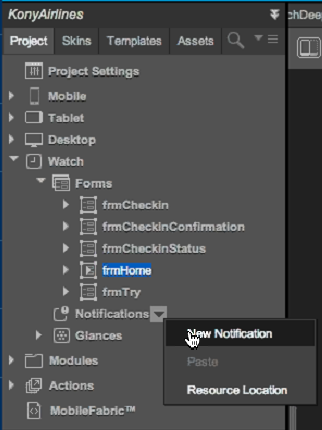 KonyAirlines
chDee
Project Skins Templates Assets
Project Settings
Mobile
Tablet
Desktop
Watch
Forms
frmCheckin
frmCheckinConfirmation
frmCheckinStatus
frmHome
frmTry
Notifications
New Notification
Glances
Paste
Modules
Resource Location
Actions
MobileFabric™